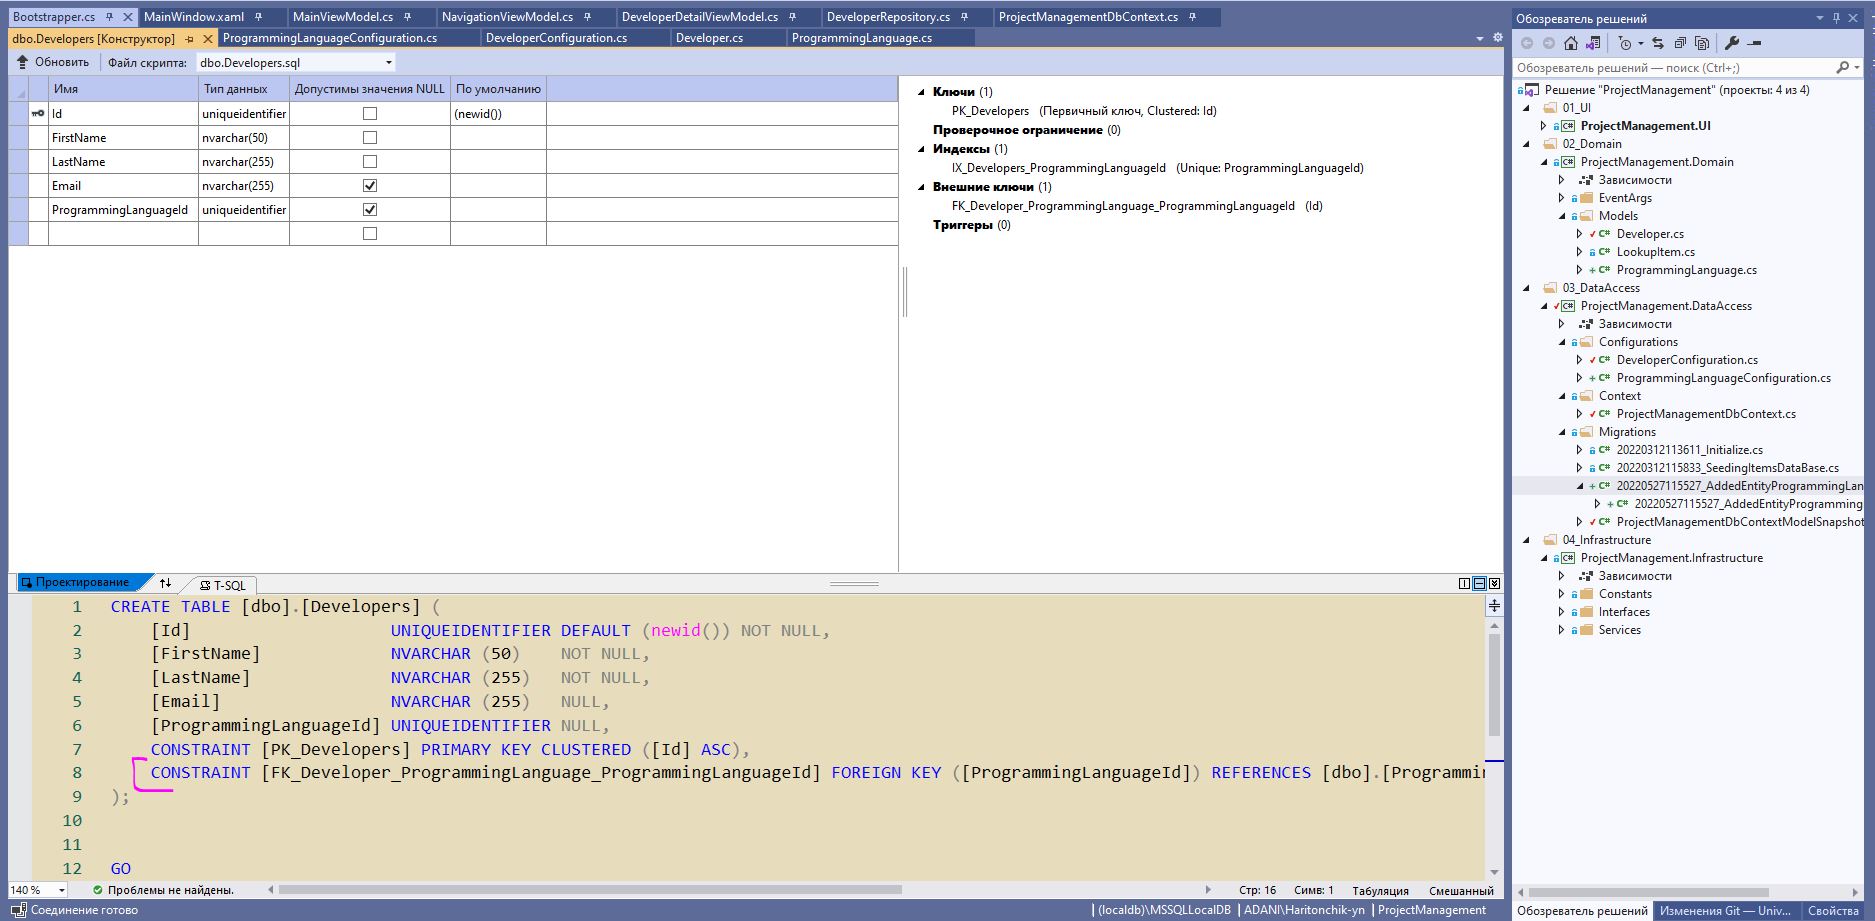 Bootstrapper.cs MainWindow.xaml MainViewModel.cs NavigationViewModel.cs DeveloperDetailViewModel.cs DeveloperRepository.cs ProjectManagementDbContext.cs
dbo.Developers [Конструктор] ProgrammingLanguageConfiguration.cs DeveloperConfiguration.cs Developer.cs ProgrammingLanguage.cs
Обновить Файл скрипта: dbo.Developers.sql
Имя Тип данных Допустимы значения NULL По умолчанию
Id uniqueidentifier (newid())
FirstName nvarchar(50)
LastName nvarchar(255)
Email nvarchar(255)
ProgrammingLanguageId uniqueidentifier
Ключи (1)
PK_Developers (Первичный ключ, Clustered: Id)
Проверочное ограничение (0)
Индексы (1)
IX_Developers_ProgrammingLanguageId (Unique: ProgrammingLanguageId)
Внешние ключи (1)
FK_Developer_ProgrammingLanguage_ProgrammingLanguageId (Id)
Триггеры (0)
Проектирование T-SQL
1 CREATE TABLE [dbo].[Developers] (
2 [Id] UNIQUEIDENTIFIER DEFAULT (newid()) NOT NULL,
3 [FirstName] NVARCHAR (50) NOT NULL,
4 [LastName] NVARCHAR (255) NOT NULL,
5 [Email] NVARCHAR (255) NULL,
6 [ProgrammingLanguageId] UNIQUEIDENTIFIER NULL,
7 CONSTRAINT [PK_Developers] PRIMARY KEY CLUSTERED ([Id] ASC),
8 CONSTRAINT [FK_Developer_ProgrammingLanguage_ProgrammingLanguageId] FOREIGN KEY ([ProgrammingLanguageId]) REFERENCES [dbo].[Programmin
9 );
10
11
12 GO
140 % Проблемы не найдены. Стр: 16 Симв: 1 Табуляция Смешанный
Соединение готово (localdb)\MSSQLLocalDB ADANI\Haritonchik-yn ProjectManagement
Обозреватель решений
Обозреватель решений — поиск (Ctrl+;)
Решение "ProjectManagement" (проекты: 4 из 4)
01_UI
ProjectManagement.UI
02_Domain
ProjectManagement.Domain
Зависимости
EventArgs
Models
Developer.cs
LookupItem.cs
ProgrammingLanguage.cs
03_DataAccess
ProjectManagement.DataAccess
Зависимости
Configurations
DeveloperConfiguration.cs
ProgrammingLanguageConfiguration.cs
Context
ProjectManagementDbContext.cs
Migrations
20220312113611_Initialize.cs
20220312115833_SeedingItemsDataBase.cs
20220527115527_AddedEntityProgrammingLan
20220527115527_AddedEntityProgramming
ProjectManagementDbContextModelSnapshot
04_Infrastructure
ProjectManagement.Infrastructure
Зависимости
Constants
Interfaces
Services
Обозреватель решений Изменения Git — Univ... Свойства